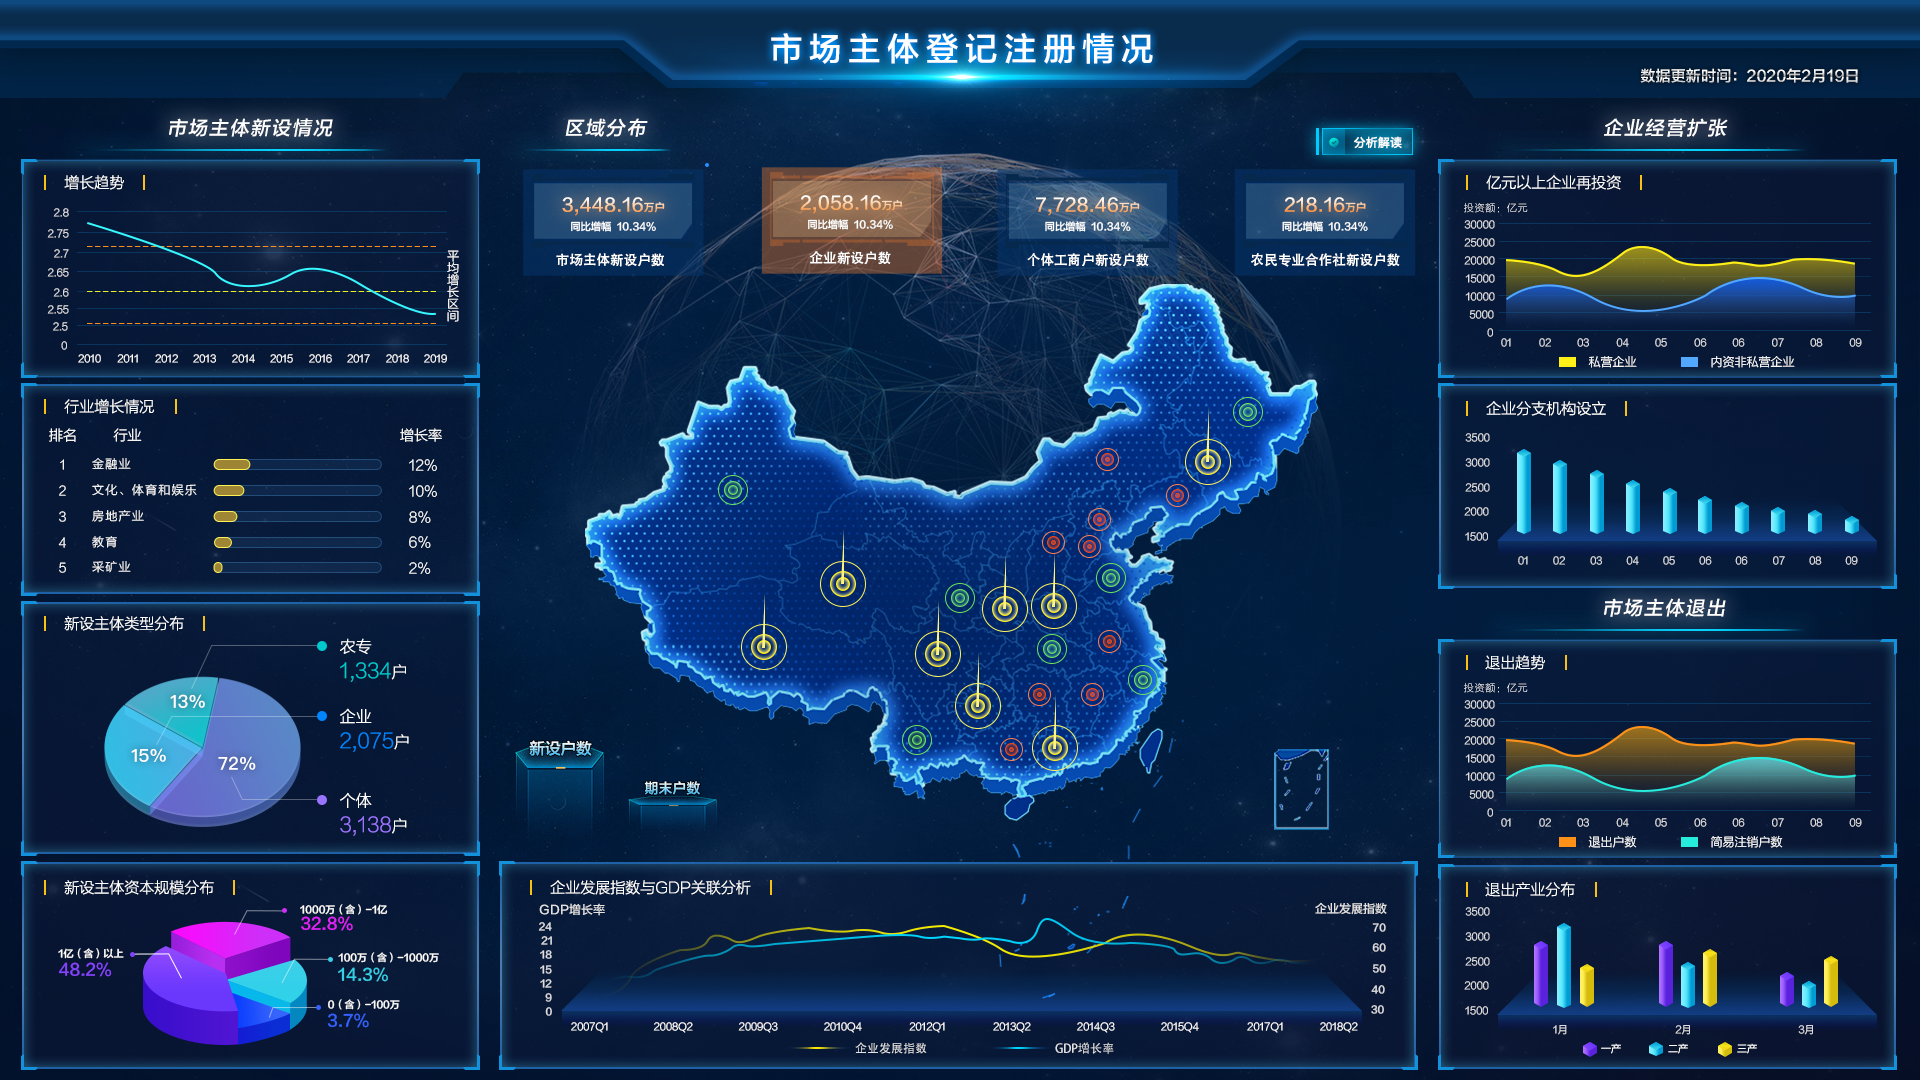 市场主体登记注册情况
数据更新时间：2020年2月19日
市场主体新设情况
增长趋势
2.8
2.75
2.7
2.65
2.6
2.55
2.5
0
2010 2011 2012 2013 2014 2015 2016 2017 2018 2019
平均增长区间
行业增长情况
排名 行业 增长率
1 金融业 12%
2 文化、体育和娱乐 10%
3 房地产业 8%
4 教育 6%
5 采矿业 2%
新设主体类型分布
13%
15%
72%
农专
1,334户
企业
2,075户
个体
3,138户
新设主体资本规模分布
1000万（含）-1亿
32.8%
1亿（含）以上
48.2%
100万（含）-1000万
14.3%
0（含）-100万
3.7%
区域分布
分析解读
3,448.16万户
同比增幅 10.34%
市场主体新设户数
2,058.16万户
同比增幅 10.34%
企业新设户数
7,728.46万户
同比增幅 10.34%
个体工商户新设户数
218.16万户
同比增幅 10.34%
农民专业合作社新设户数
新设户数
期末户数
企业发展指数与GDP关联分析
GDP增长率
企业发展指数
24
21
18
15
12
9
0
70
60
50
40
30
2007Q1 2008Q2 2009Q3 2010Q4 2012Q1 2013Q2 2014Q3 2015Q4 2017Q1 2018Q2
企业发展指数 GDP增长率
企业经营扩张
亿元以上企业再投资
投资额：亿元
30000
25000
20000
15000
10000
5000
0
01 02 03 04 05 06 07 08 09
私营企业 内资非私营企业
企业分支机构设立
3500
3000
2500
2000
1500
01 02 03 04 05 06 06 07 08 09
市场主体退出
退出趋势
投资额：亿元
30000
25000
20000
15000
10000
5000
0
01 02 03 04 05 06 07 08 09
退出户数 简易注销户数
退出产业分布
3500
3000
2500
2000
1500
1月 2月 3月
一产 二产 三产